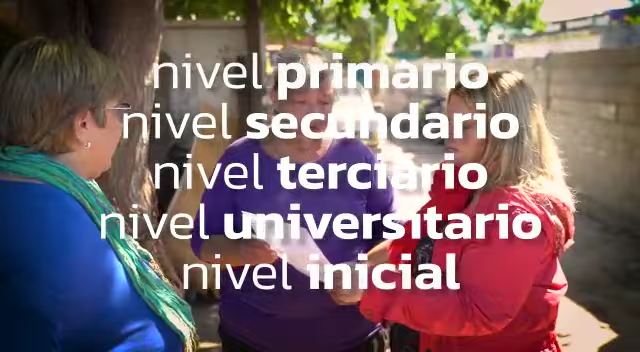 nivel primario
nivel secundario
nivel terciario
nivel universitario
nivel inicial